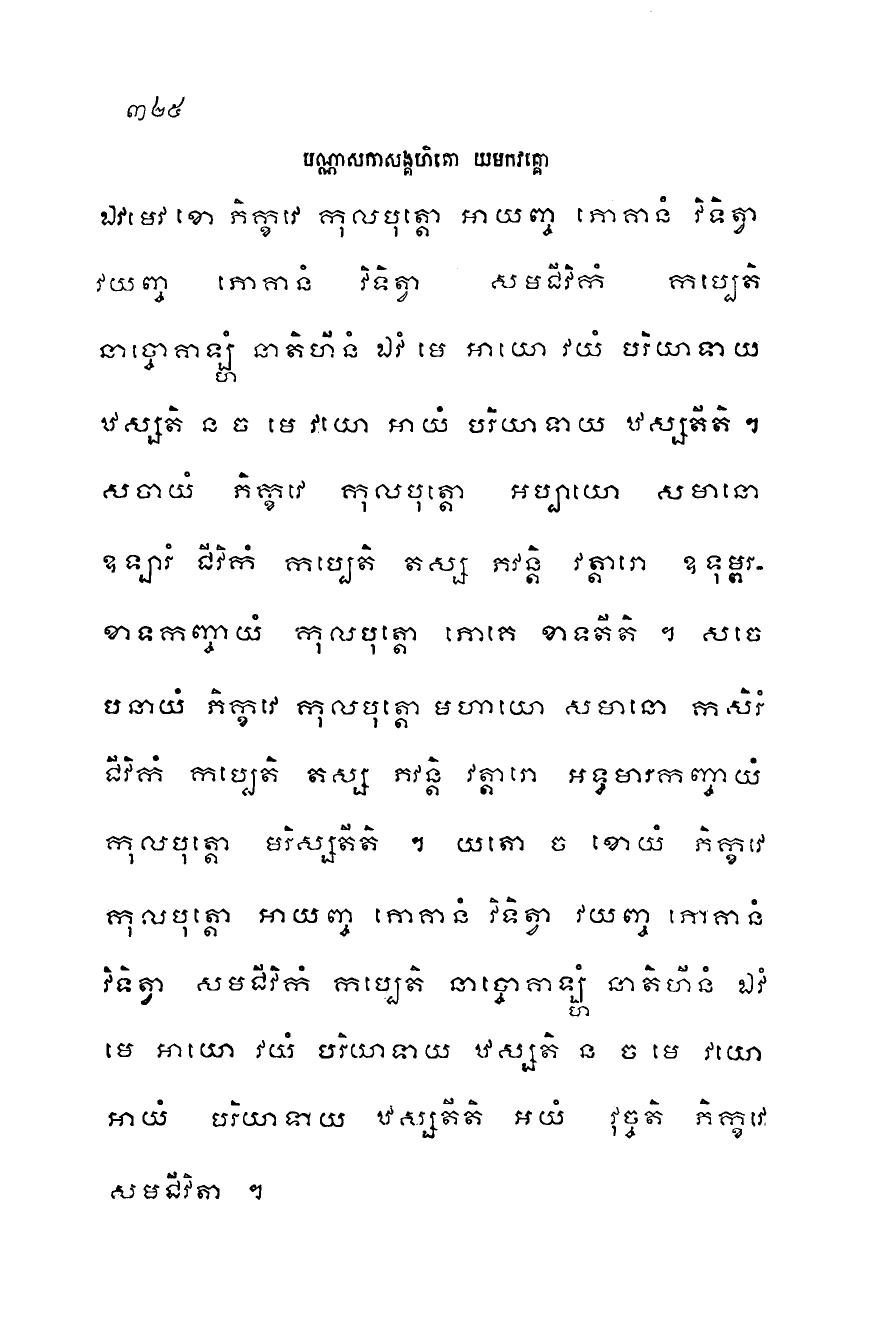 ៣២៥
បណ្ណាសកាសង្គហិតោ យមកវគ្គោ
ឯវមេវ ខោ ភិក្ខវេ កុលបុត្តោ អាយញ្ច ភោគានំ វិទិត្វា
វយញ្ច ភោគានំ វិទិត្វា សមជីវិកំ កប្បេតិ
នាច្ចោគាឡ្ហំ នាតិហីនំ ឯវំ មេ អាយោ វយំ បរិយាទាយ
ឋស្សតិ ន ច មេ វយោ អាយំ បរិយាទាយ ឋស្សតីតិ ។
សចាយំ ភិក្ខវេ កុលបុត្តោ អប្បាយោ សមានោ
ឧឡារំ ជីវិកំ កប្បេតិ តស្ស ភវន្តិ វត្តារោ ឧទុម្ពរ-
ខាទកញ្ចាយំ កុលបុត្តោ ភោគេ ខាទតីតិ ។ សចេ
បនាយំ ភិក្ខវេ កុលបុត្តោ មហាយោ សមានោ កសិរំ
ជីវិកំ កប្បេតិ តស្ស ភវន្តិ វត្តារោ អទ្ធមារកញ្ចាយំ
កុលបុត្តោ មរិស្សតីតិ ។ យតោ ច ខោយំ ភិក្ខវេ
កុលបុត្តោ អាយញ្ច ភោគានំ វិទិត្វា វយញ្ច ភោគានំ
វិទិត្វា សមជីវិកំ កប្បេតិ នាច្ចោគាឡ្ហំ នាតិហីនំ ឯវំ
មេ អាយោ វយំ បរិយាទាយ ឋស្សតិ ន ច មេ វយោ
អាយំ បរិយាទាយ ឋស្សតីតិ អយំ វុច្ចតិ ភិក្ខវេ
សមជីវិតា ។